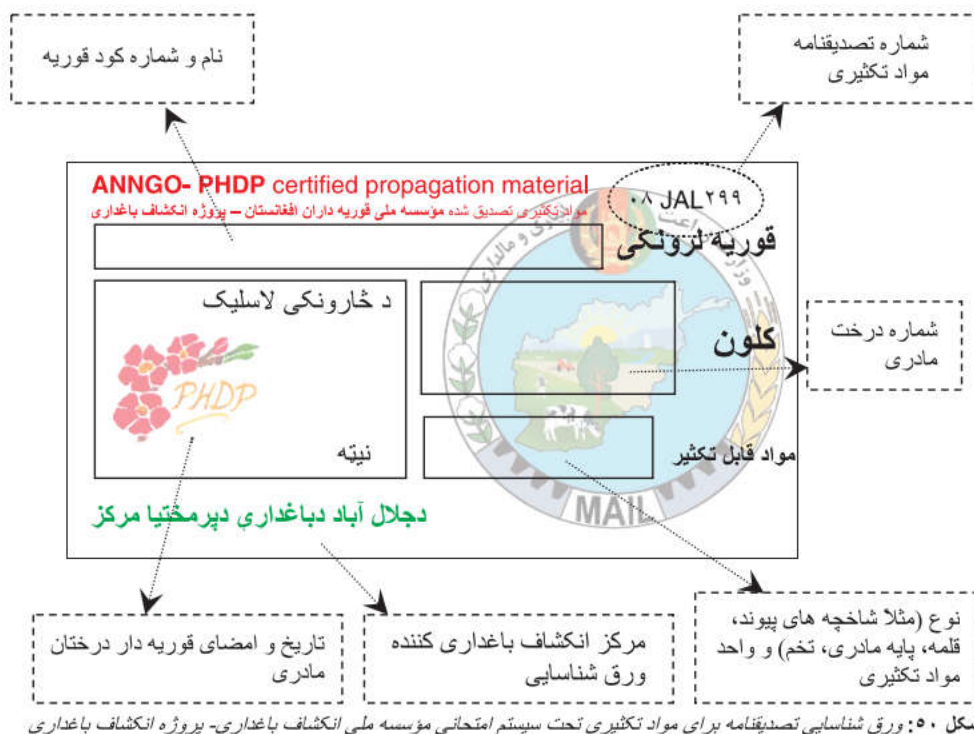 نام و شماره کود قوریه
شماره تصدیقنامه
مواد تکثیری
ANNGO- PHDP certified propagation material
۰۸ JAL۲۹۹
مواد تکثیری تصدیق شده مؤسسه ملی قوریه داران افغانستان – پروژه انکشاف باغداری
قوریه لرونکی
د څارونکی لاسلیک
کلون
شماره درخت
مادری
PHDP
نیټه
مواد قابل تکثیر
MAIL
دجلال آباد دباغداری دپرمختیا مرکز
تاریخ و امضای قوریه دار درختان
مادری
مرکز انکشاف باغداری کننده
ورق شناسایی
نوع (مثلاً شاخچه های پیوند،
قلمه، پایه مادری، تخم) و واحد
مواد تکثیری
شکل ۵۰: ورق شناسایی تصدیقنامه برای مواد تکثیری تحت سیستم امتحانی مؤسسه ملی انکشاف باغداری- پروژه انکشاف باغداری